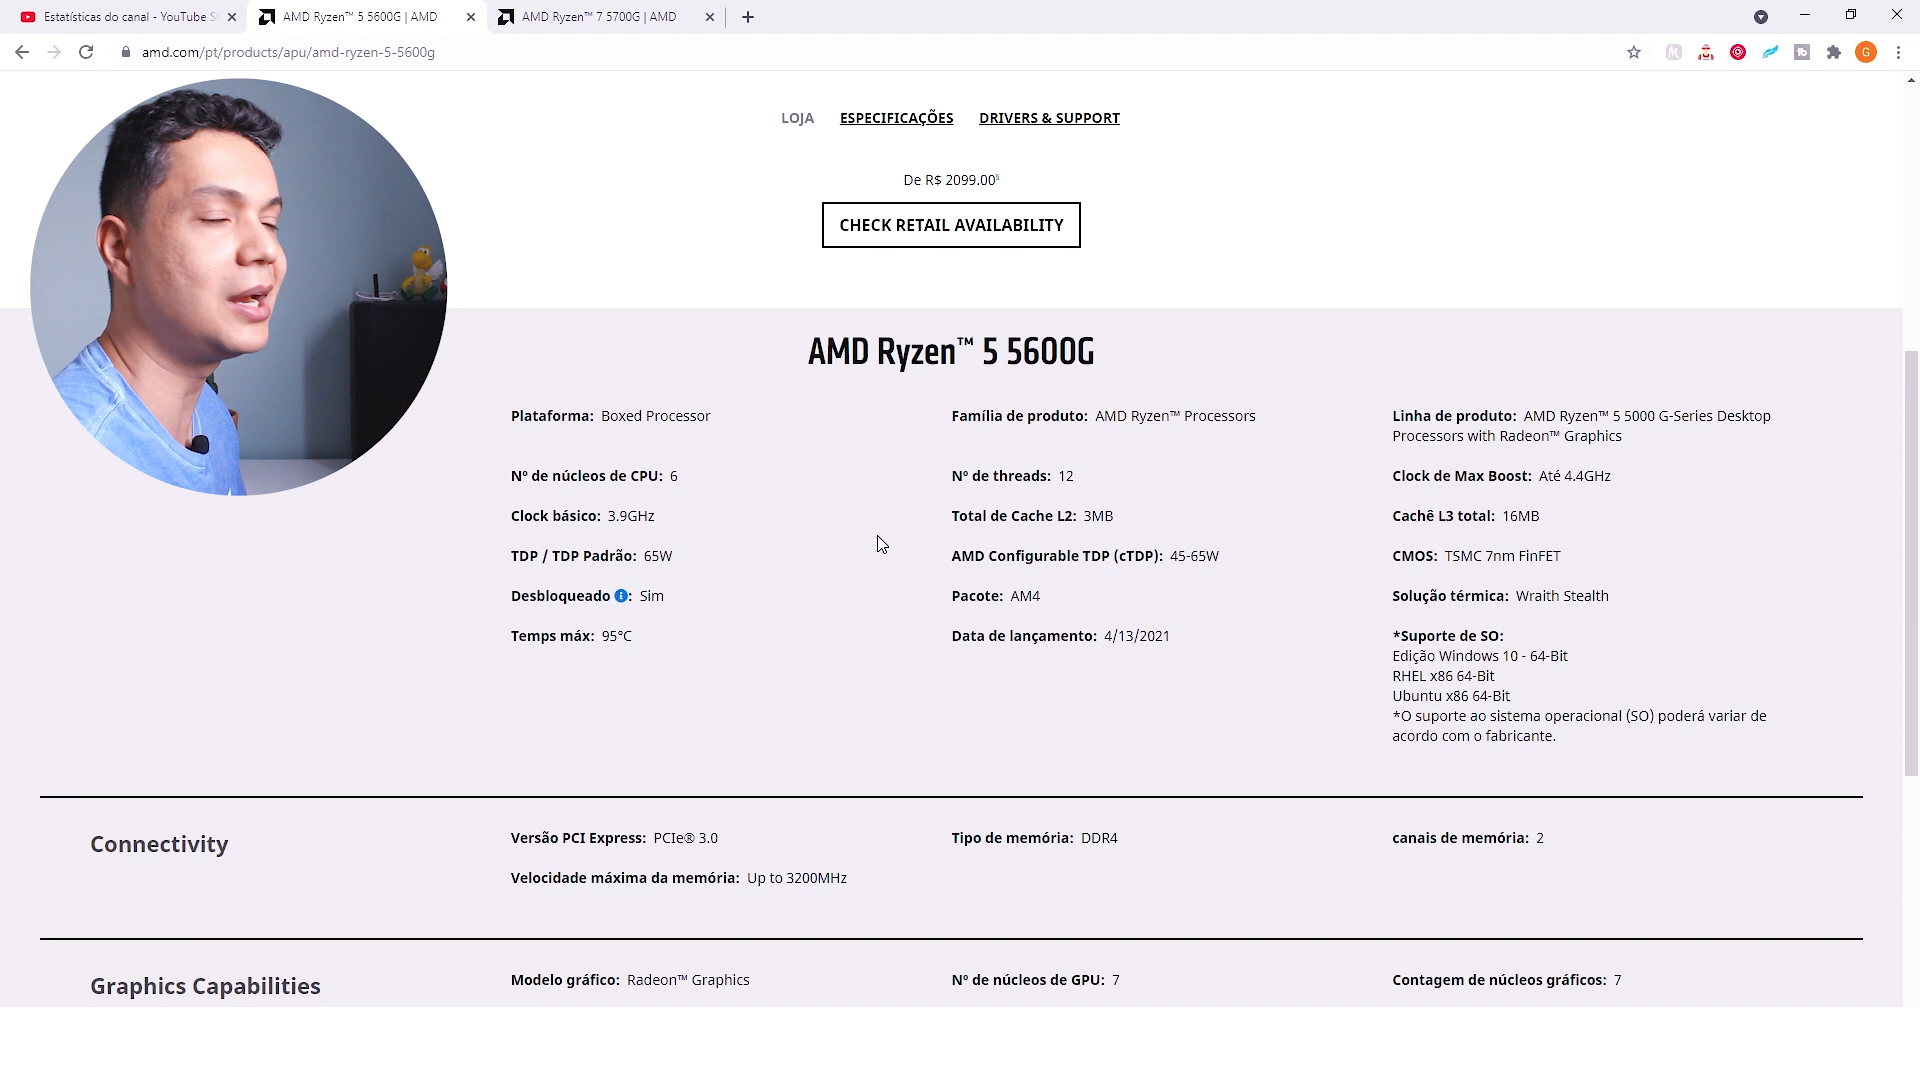 Estatísticas do canal - YouTube S
AMD Ryzen™ 5 5600G | AMD
AMD Ryzen™ 7 5700G | AMD
amd.com/pt/products/apu/amd-ryzen-5-5600g
G
LOJA
ESPECIFICAÇÕES
DRIVERS & SUPPORT
De R$ 2099.00§
CHECK RETAIL AVAILABILITY
AMD Ryzen™ 5 5600G
Plataforma: Boxed Processor
Família de produto: AMD Ryzen™ Processors
Linha de produto: AMD Ryzen™ 5 5000 G-Series Desktop
Processors with Radeon™ Graphics
Nº de núcleos de CPU: 6
Nº de threads: 12
Clock de Max Boost: Até 4.4GHz
Clock básico: 3.9GHz
Total de Cache L2: 3MB
Cachê L3 total: 16MB
TDP / TDP Padrão: 65W
AMD Configurable TDP (cTDP): 45-65W
CMOS: TSMC 7nm FinFET
Desbloqueado : Sim
Pacote: AM4
Solução térmica: Wraith Stealth
Temps máx: 95°C
Data de lançamento: 4/13/2021
*Suporte de SO:
Edição Windows 10 - 64-Bit
RHEL x86 64-Bit
Ubuntu x86 64-Bit
*O suporte ao sistema operacional (SO) poderá variar de
acordo com o fabricante.
Connectivity
Versão PCI Express: PCIe® 3.0
Tipo de memória: DDR4
canais de memória: 2
Velocidade máxima da memória: Up to 3200MHz
Graphics Capabilities
Modelo gráfico: Radeon™ Graphics
Nº de núcleos de GPU: 7
Contagem de núcleos gráficos: 7